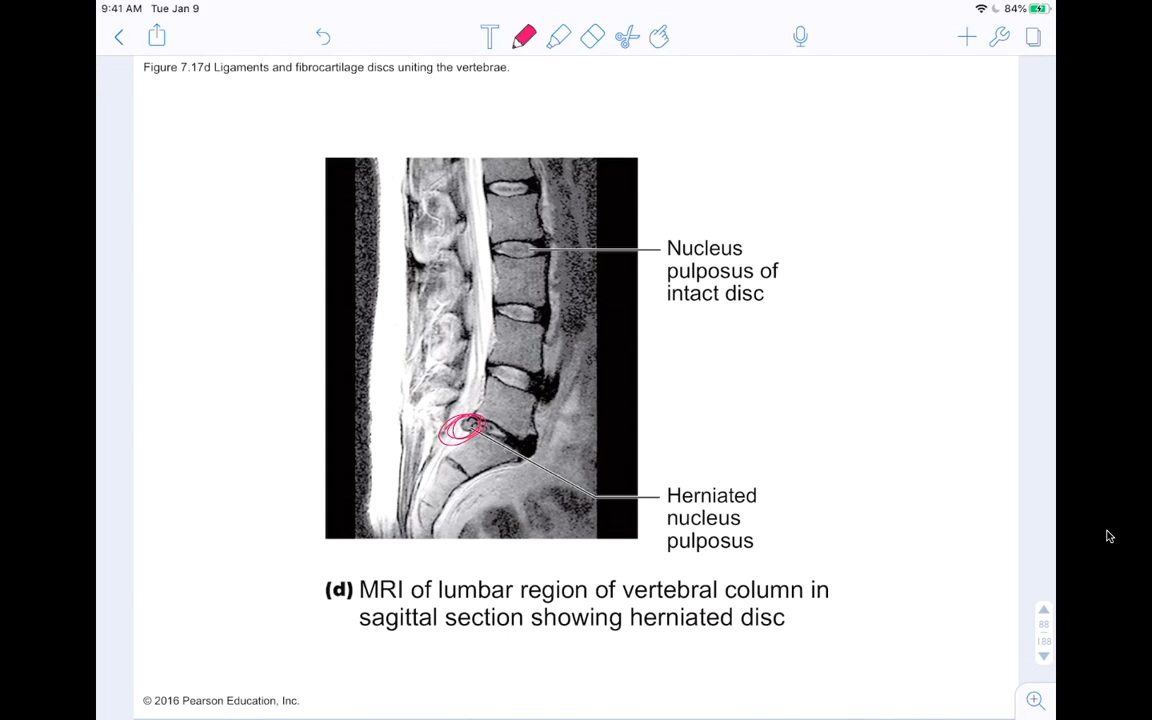 9:41 AM Tue Jan 9
84%
T
Figure 7.17d Ligaments and fibrocartilage discs uniting the vertebrae.
Nucleus
pulposus of
intact disc
Herniated
nucleus
pulposus
(d) MRI of lumbar region of vertebral column in
sagittal section showing herniated disc
88
188
© 2016 Pearson Education, Inc.